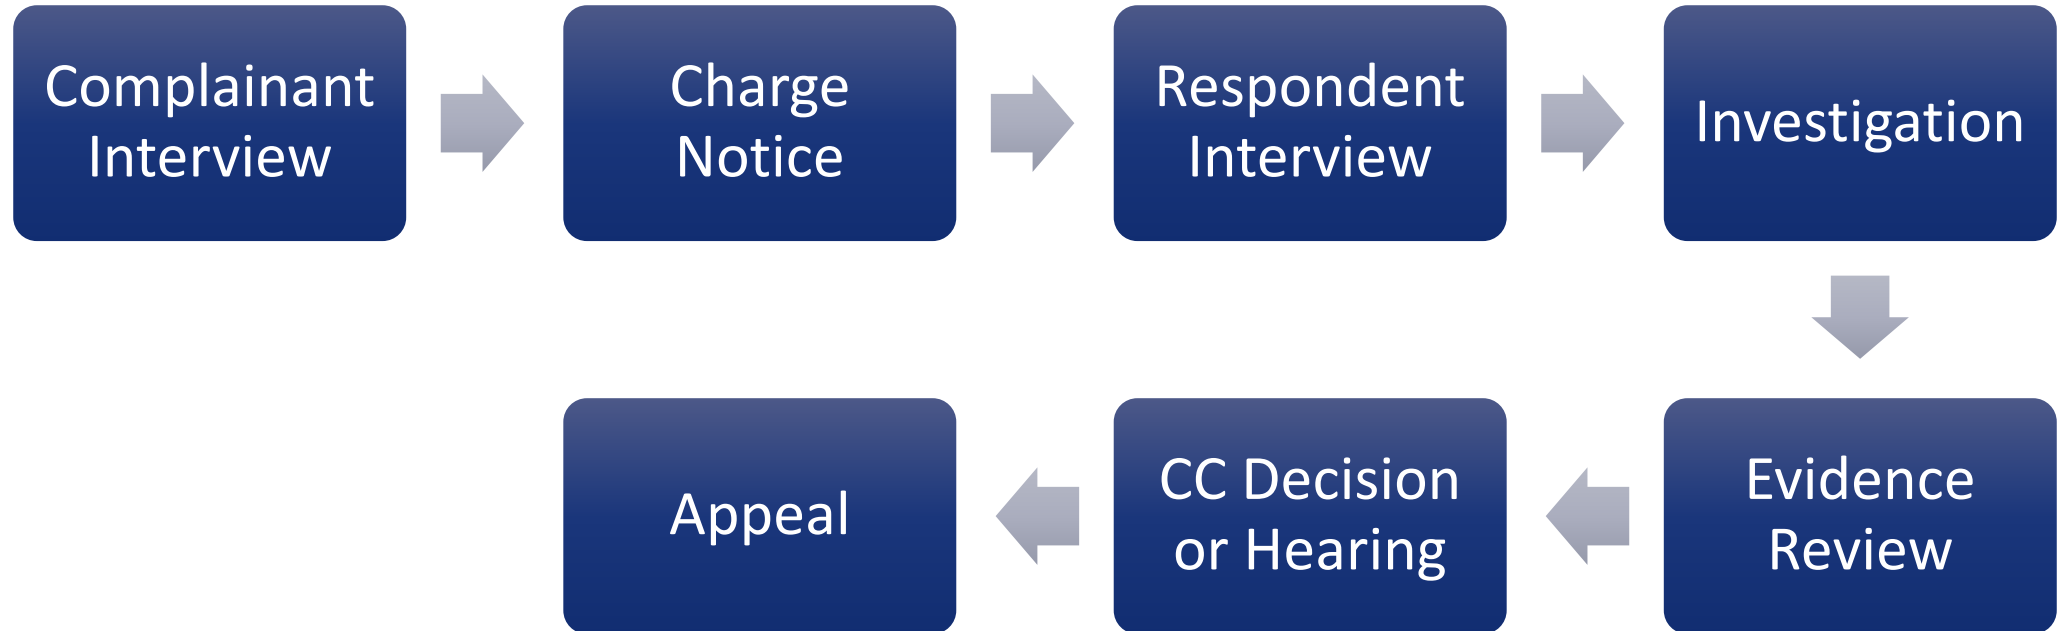 Complainant
Interview
Charge
Notice
Respondent
Interview
Investigation
Evidence
Review
CC Decision
or Hearing
Appeal